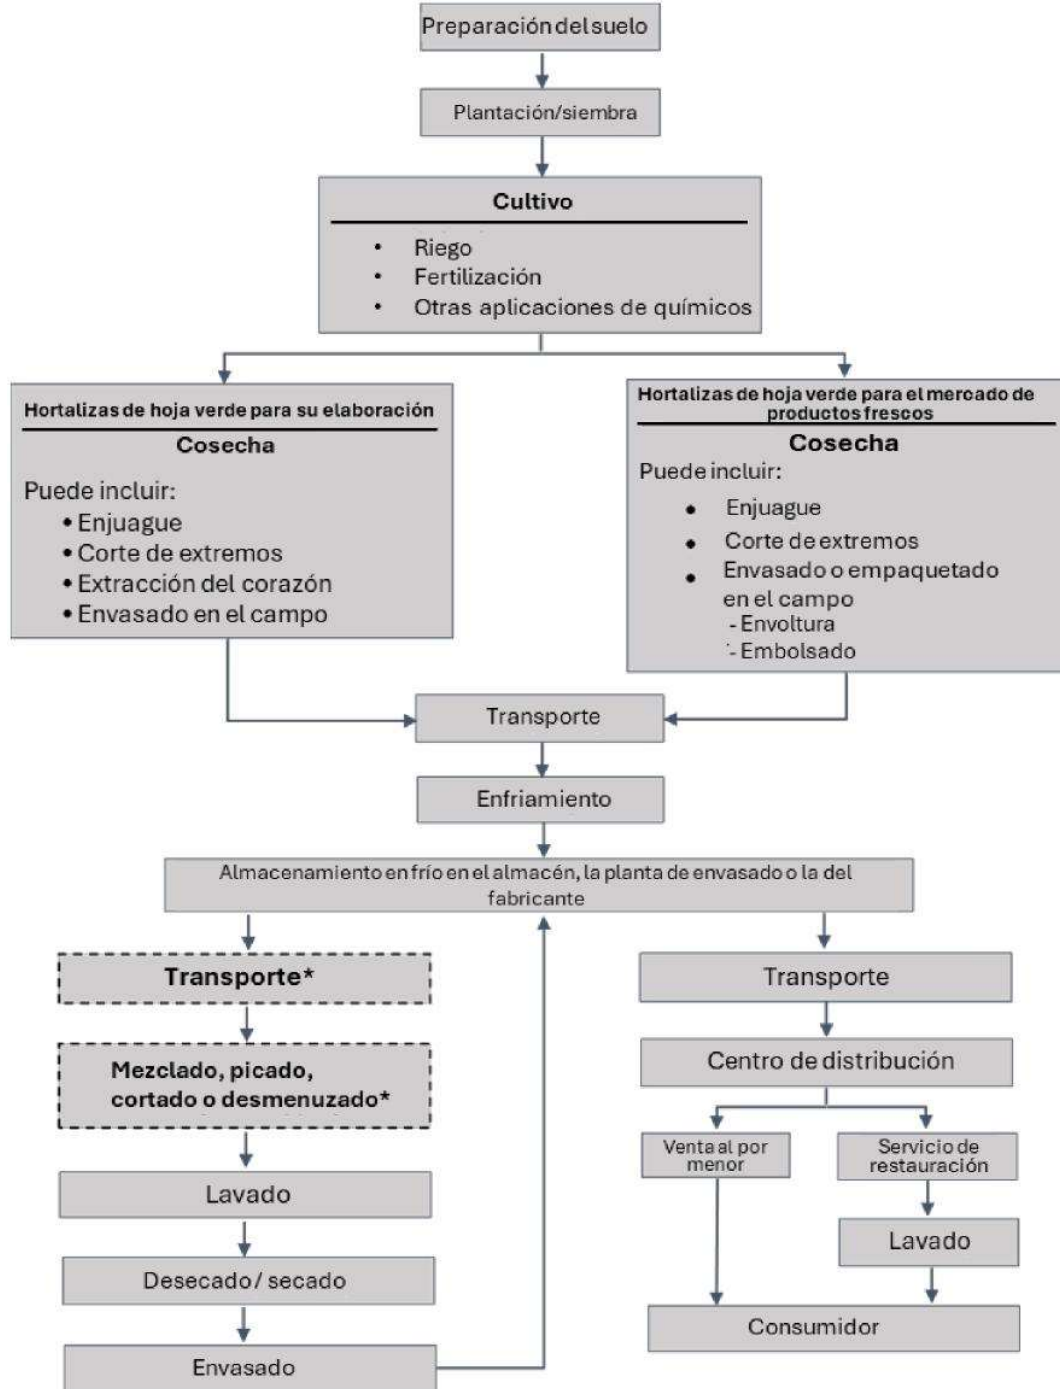 Preparación del suelo
Plantación/siembra
Cultivo
• Riego
• Fertilización
• Otras aplicaciones de químicos
Hortalizas de hoja verde para su elaboración
Cosecha
Puede incluir:
• Enjuague
• Corte de extremos
• Extracción del corazón
• Envasado en el campo
Hortalizas de hoja verde para el mercado de
productos frescos
Cosecha
Puede incluir:
• Enjuague
• Corte de extremos
• Envasado o empaquetado
en el campo
- Envoltura
- Embolsado
Transporte
Enfriamiento
Almacenamiento en frío en el almacén, la planta de envasado o la del
fabricante
Transporte*
Mezclado, picado,
cortado o desmenuzado*
Lavado
Desecado / secado
Envasado
Transporte
Centro de distribución
Venta al por
menor
Servicio de
restauración
Lavado
Consumidor